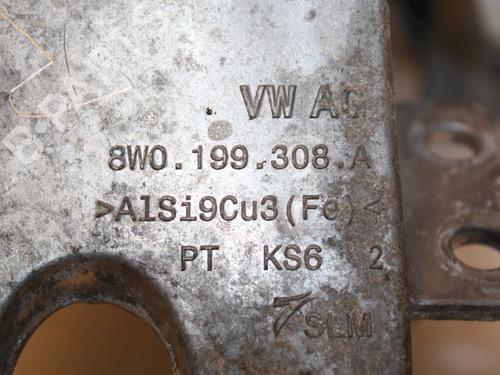 VW AG
8W0.199.308.A
>AlSi9Cu3(Fe)<
PT KS6 2
SLM